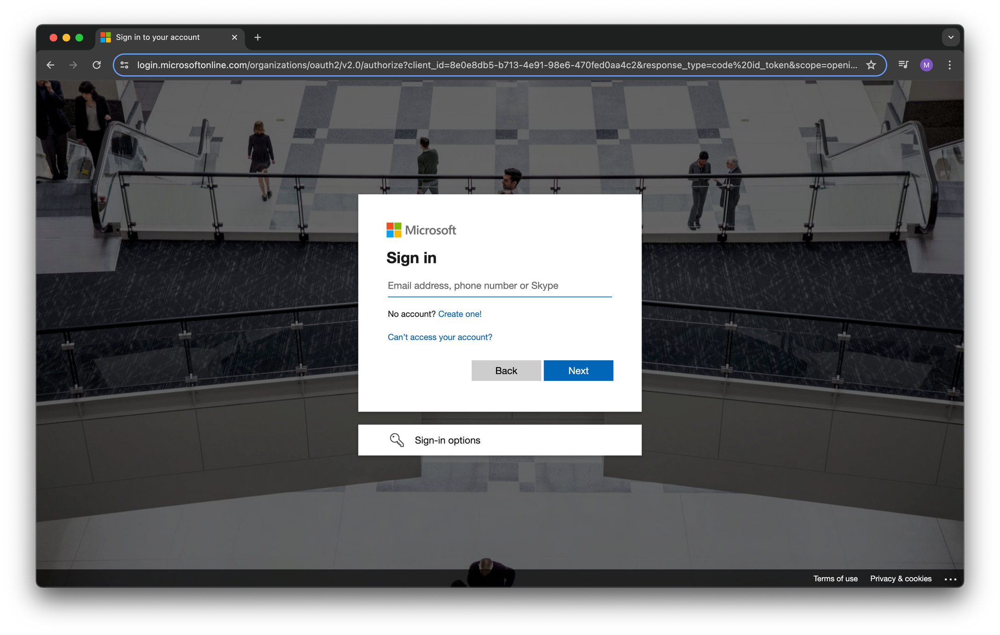 Sign in to your account
login.microsoftonline.com/organizations/oauth2/v2.0/authorize?client_id=8e0e8db5-b713-4e91-98e6-470fed0aa4c2&response_type=code%20id_token&scope=openi...
M
Microsoft
Sign in
Email address, phone number or Skype
No account? Create one!
Can’t access your account?
Back
Next
Sign-in options
Terms of use
Privacy & cookies